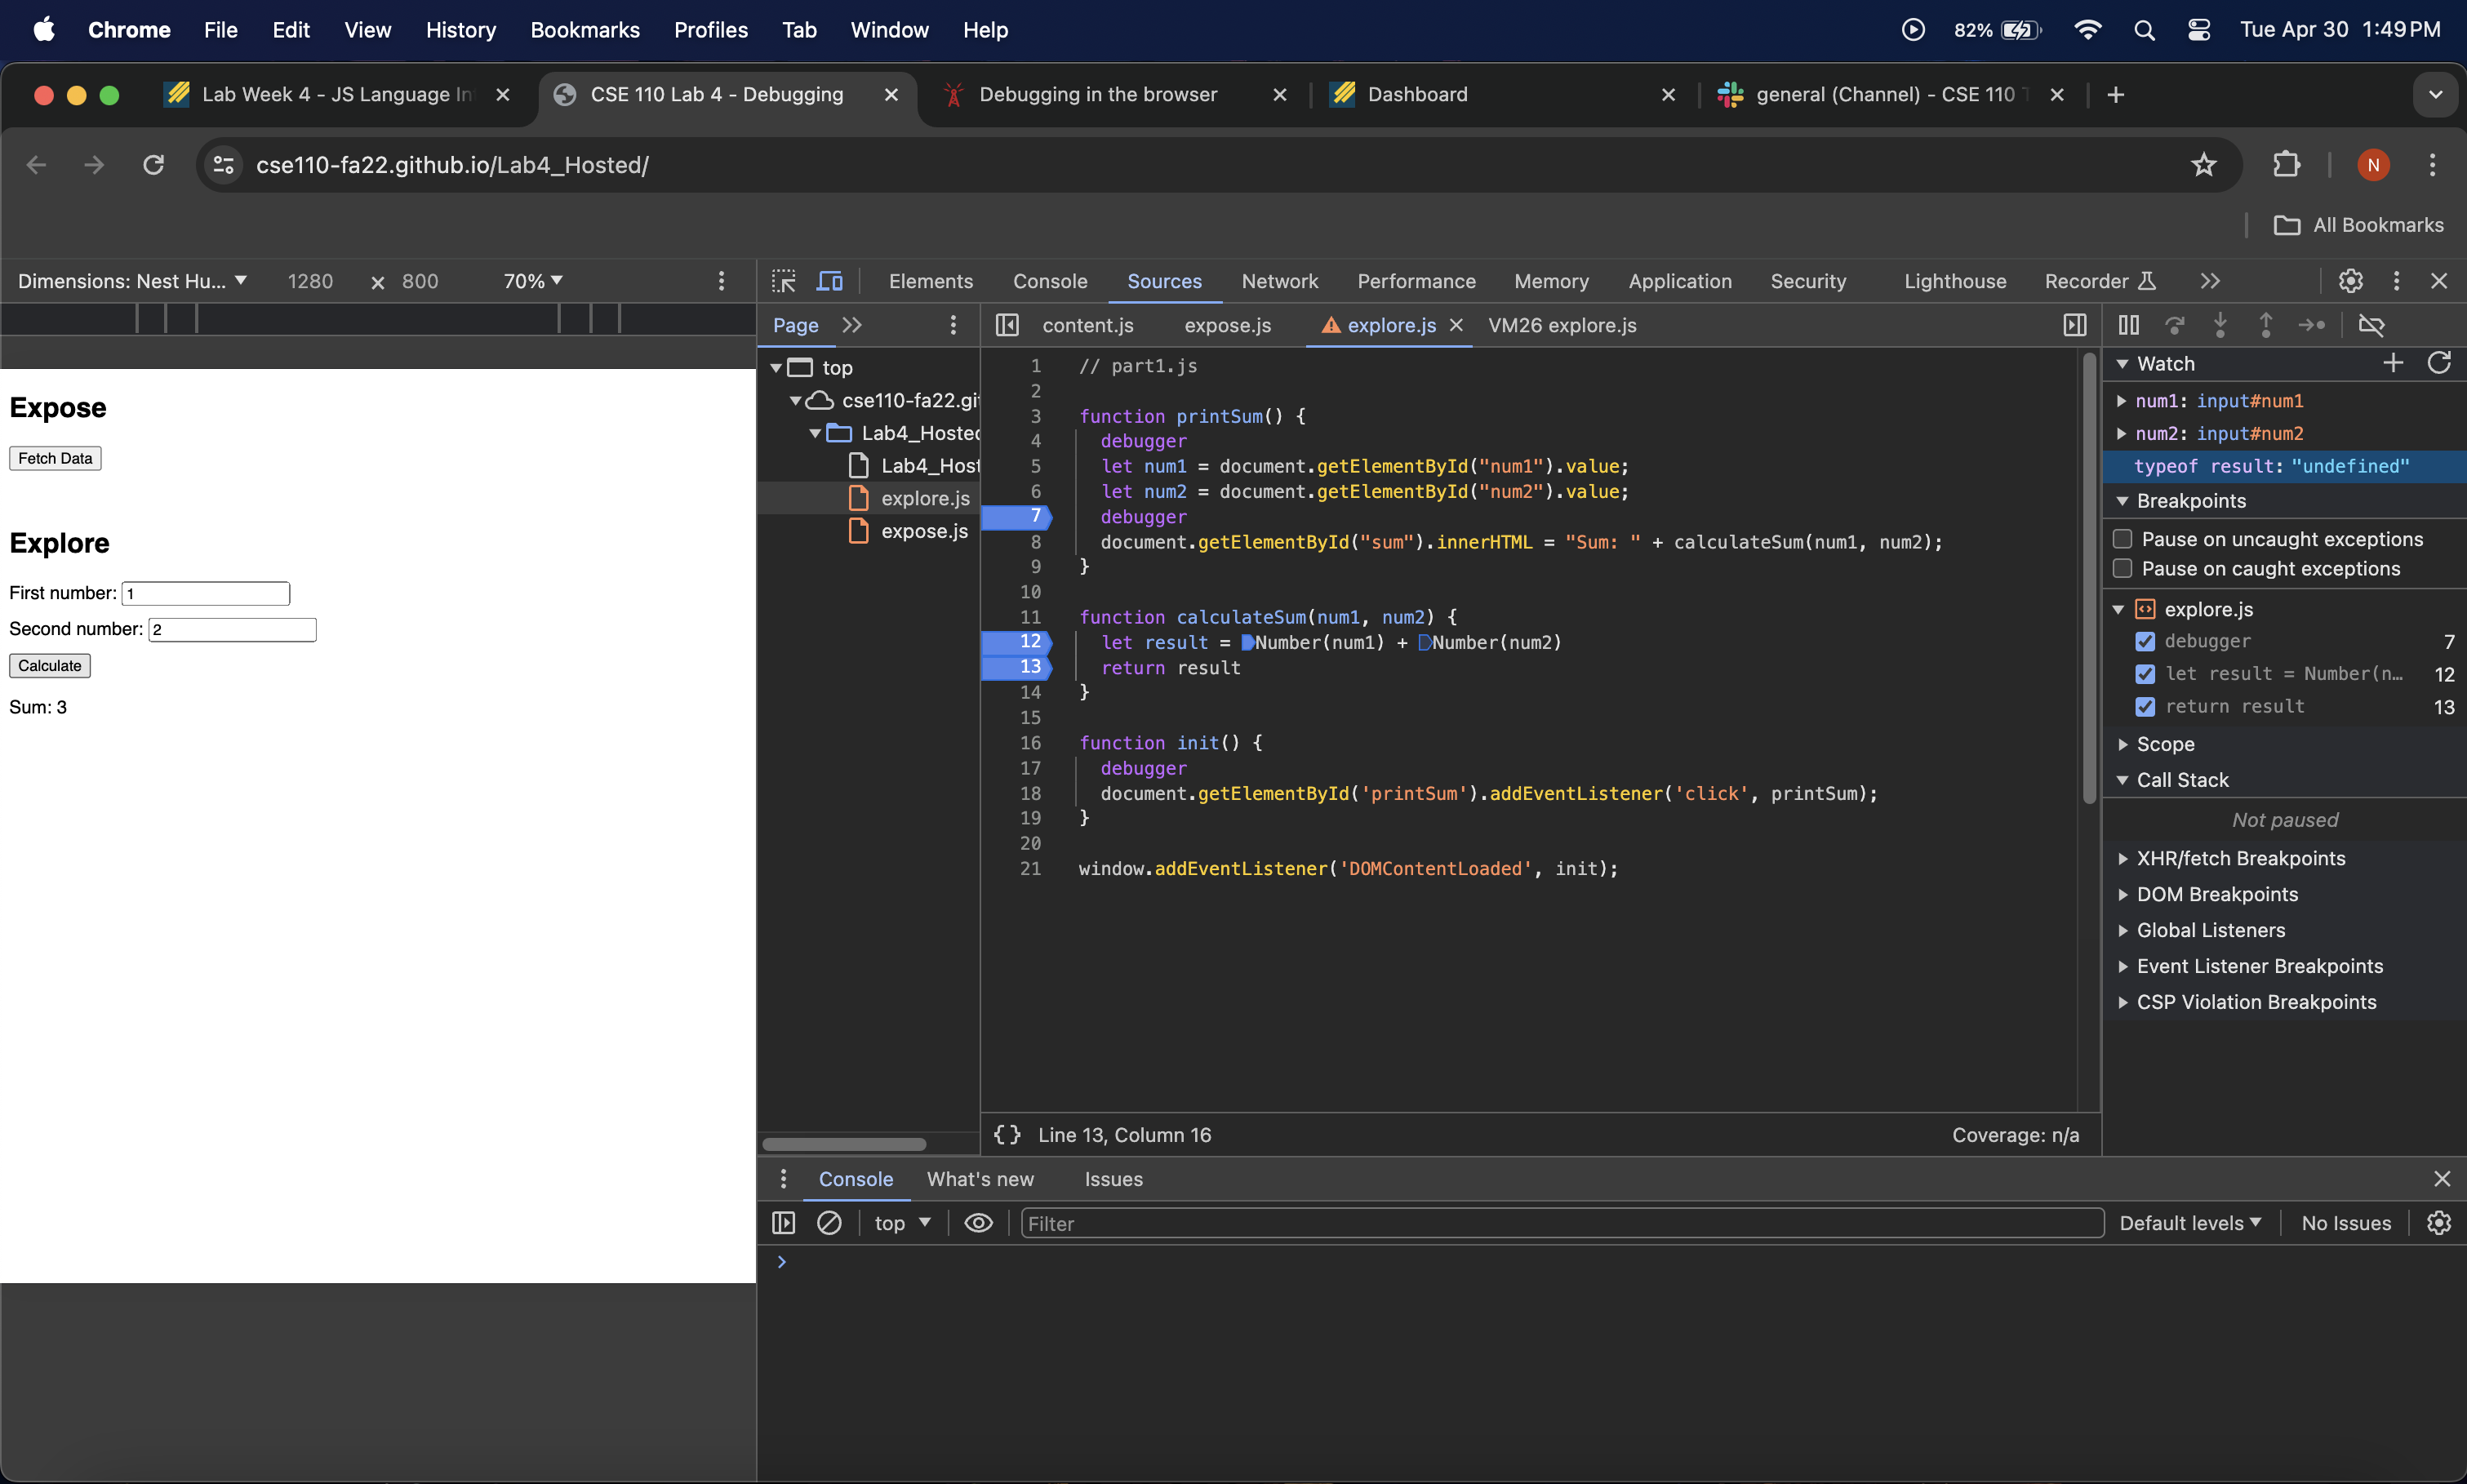 Chrome File Edit View History Bookmarks Profiles Tab Window Help 82% Tue Apr 30 1:49 PM
Lab Week 4 - JS Language In CSE 110 Lab 4 - Debugging Debugging in the browser Dashboard general (Channel) - CSE 110 T
cse110-fa22.github.io/Lab4_Hosted/ N
All Bookmarks
Dimensions: Nest Hu... 1280 × 800 70%
Elements Console Sources Network Performance Memory Application Security Lighthouse Recorder
Page
content.js expose.js explore.js VM26 explore.js
Expose
Fetch Data
Explore
First number: 1
Second number: 2
Calculate
Sum: 3
top
cse110-fa22.git
Lab4_Hosted
Lab4_Host
explore.js
expose.js
1 // part1.js
2
3 function printSum() {
4 debugger
5 let num1 = document.getElementById("num1").value;
6 let num2 = document.getElementById("num2").value;
7 debugger
8 document.getElementById("sum").innerHTML = "Sum: " + calculateSum(num1, num2);
9 }
10
11 function calculateSum(num1, num2) {
12 let result = Number(num1) + Number(num2)
13 return result
14 }
15
16 function init() {
17 debugger
18 document.getElementById('printSum').addEventListener('click', printSum);
19 }
20
21 window.addEventListener('DOMContentLoaded', init);
{} Line 13, Column 16 Coverage: n/a
Watch
num1: input#num1
num2: input#num2
typeof result: "undefined"
Breakpoints
Pause on uncaught exceptions
Pause on caught exceptions
explore.js
debugger 7
let result = Number(n… 12
return result 13
Scope
Call Stack
Not paused
XHR/fetch Breakpoints
DOM Breakpoints
Global Listeners
Event Listener Breakpoints
CSP Violation Breakpoints
Console What's new Issues
top Filter Default levels No Issues